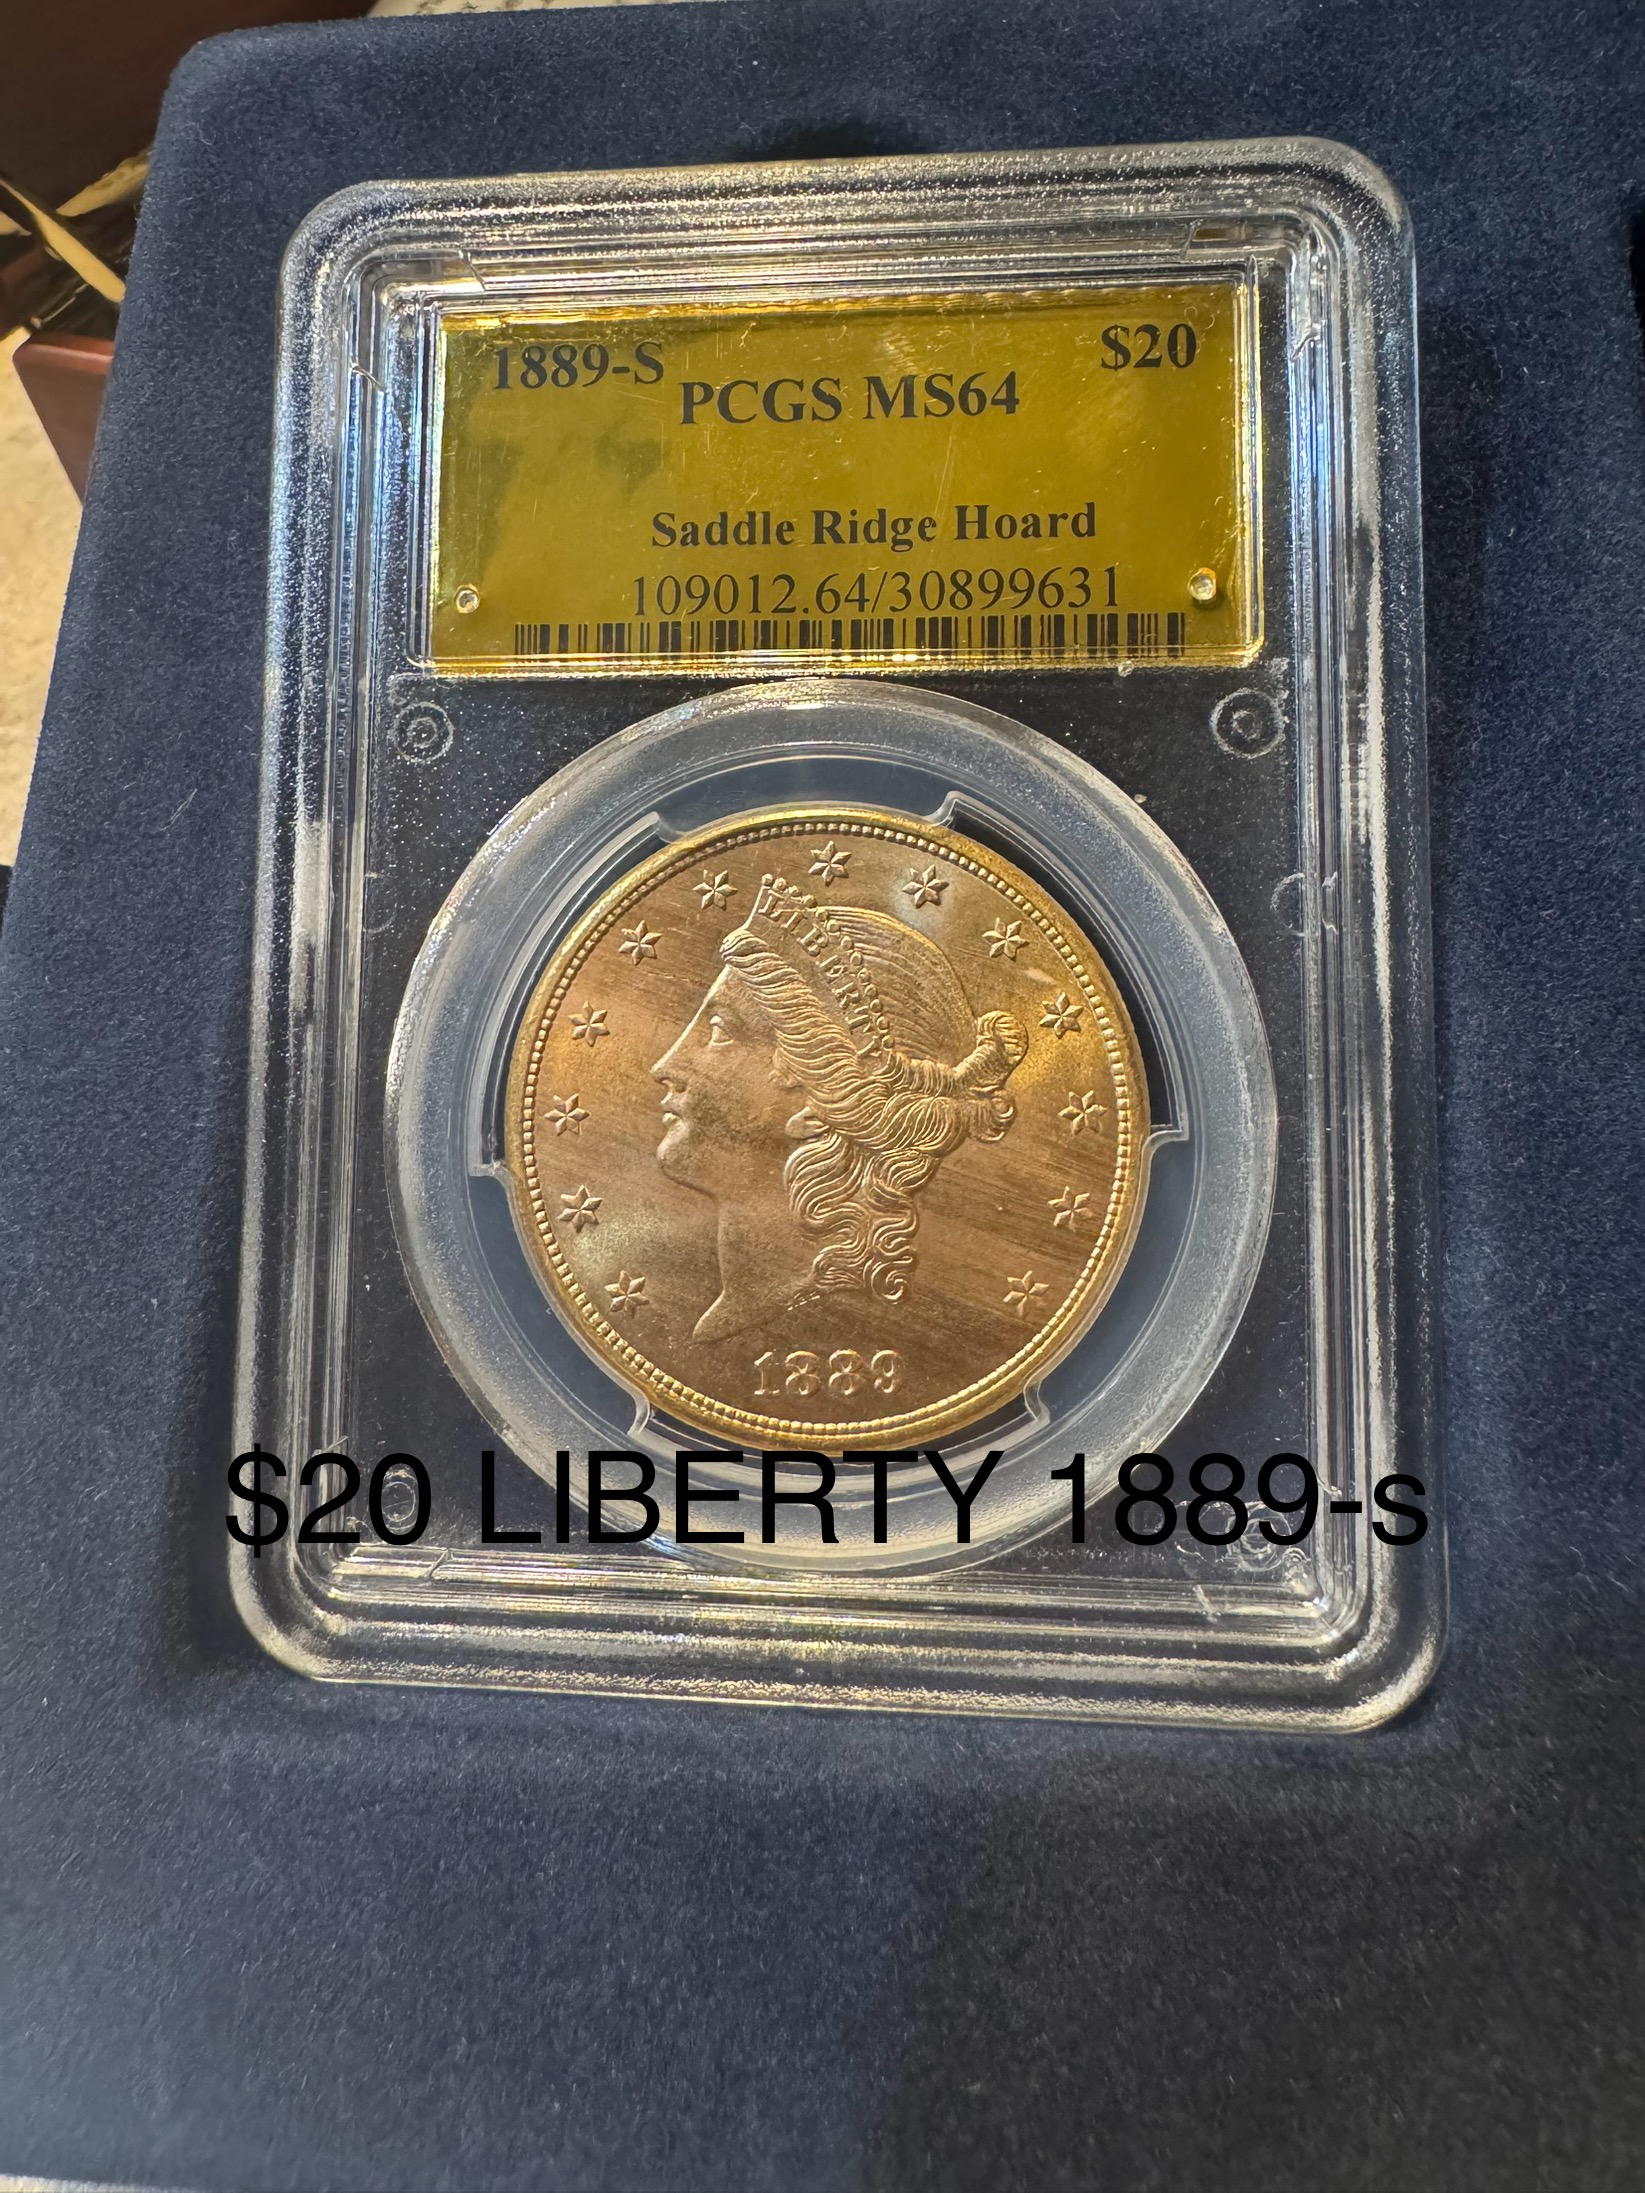 1889-S $20
PCGS MS64
Saddle Ridge Hoard
109012.64/30899631
LIBERTY
1889
$20 LIBERTY 1889-s